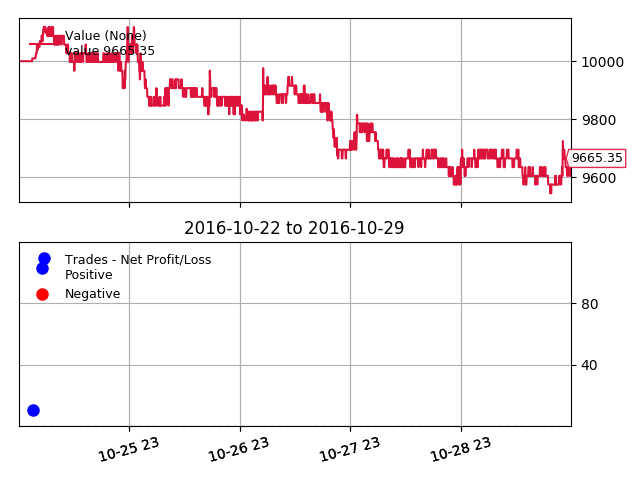 Value (None)
value 9665.35
10000
9800
9665.35
9600
2016-10-22 to 2016-10-29
Trades - Net Profit/Loss
Positive
Negative
80
40
10-25 23
10-26 23
10-27 23
10-28 23